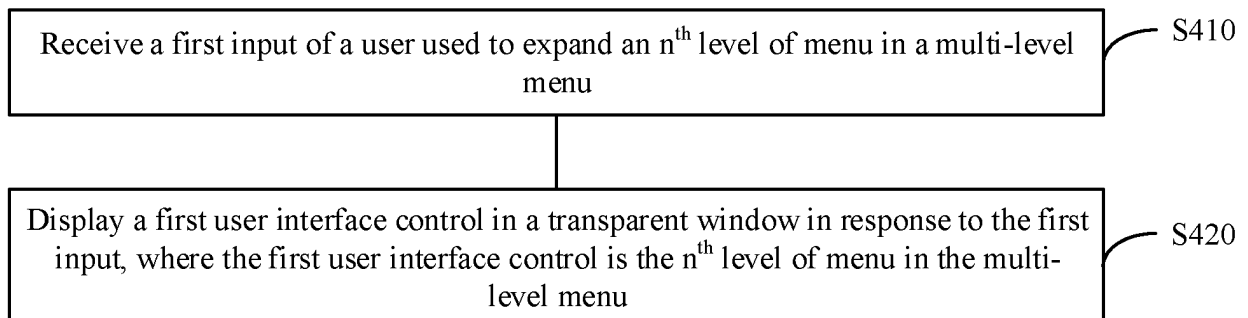 Receive a first input of a user used to expand an nth level of menu in a multi-level
menu
S410
Display a first user interface control in a transparent window in response to the first
input, where the first user interface control is the nth level of menu in the multi-
level menu
S420